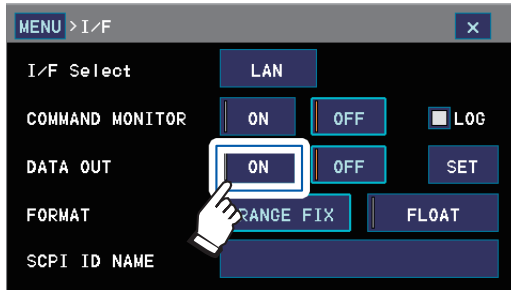 MENU >I/F ×
I/F Select LAN
COMMAND MONITOR ON OFF LOG
DATA OUT ON OFF SET
FORMAT RANGE FIX FLOAT
SCPI ID NAME